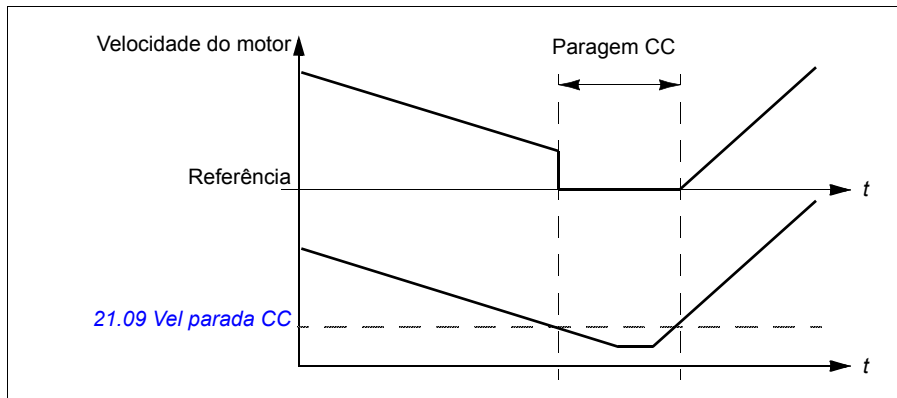 Velocidade do motor
Paragem CC
Referência
t
21.09 Vel parada CC
t